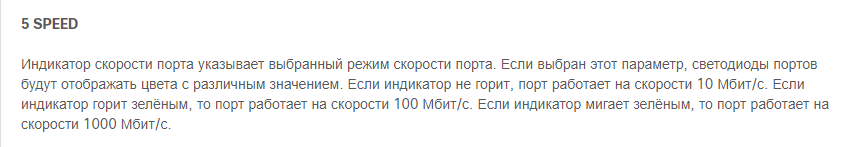 5 SPEED
Индикатор скорости порта указывает выбранный режим скорости порта. Если выбран этот параметр, светодиоды портов
будут отображать цвета с различным значением. Если индикатор не горит, порт работает на скорости 10 Мбит/с. Если
индикатор горит зелёным, то порт работает на скорости 100 Мбит/с. Если индикатор мигает зелёным, то порт работает на
скорости 1000 Мбит/с.